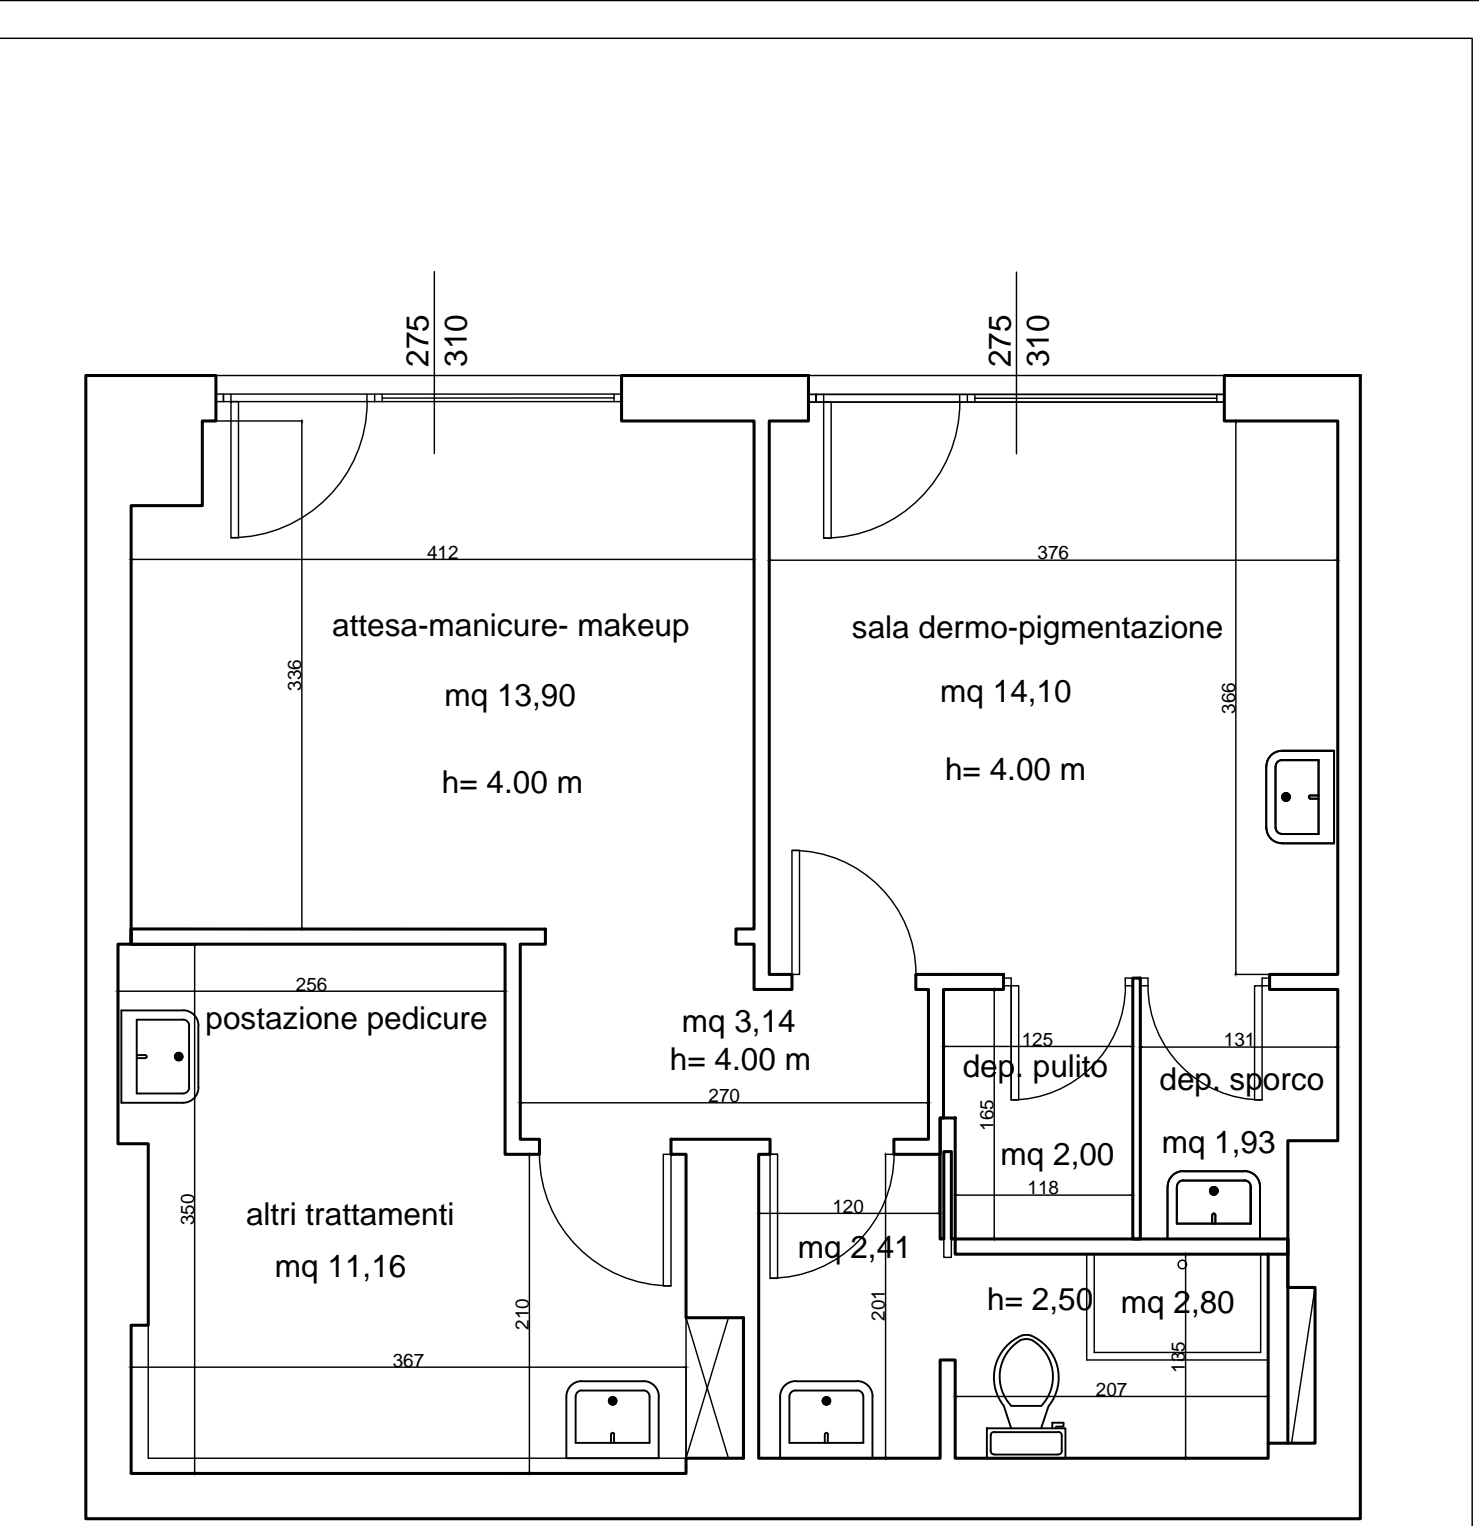 275
310
275
310
412
376
attesa-manicure- makeup
sala dermo-pigmentazione
336
366
mq 13,90
mq 14,10
h= 4.00 m
h= 4.00 m
256
postazione pedicure
mq 3,14
h= 4.00 m
270
125
dep. pulito
165
mq 2,00
118
131
dep. sporco
mq 1,93
350
altri trattamenti
mq 11,16
210
367
120
mq 2,41
201
h= 2,50
mq 2,80
135
207